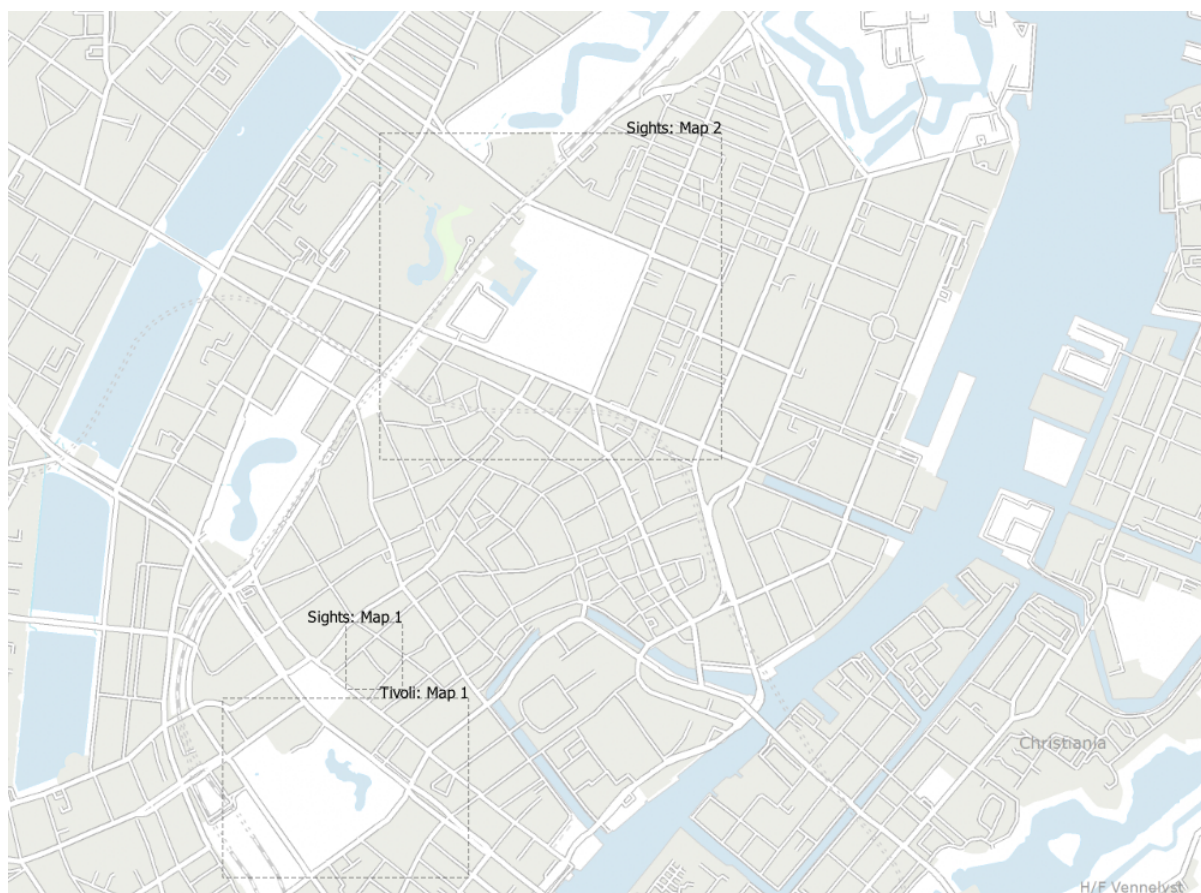 Sights: Map 2
Sights: Map 1
Tivoli: Map 1
Christiania
H/F Vennelyst